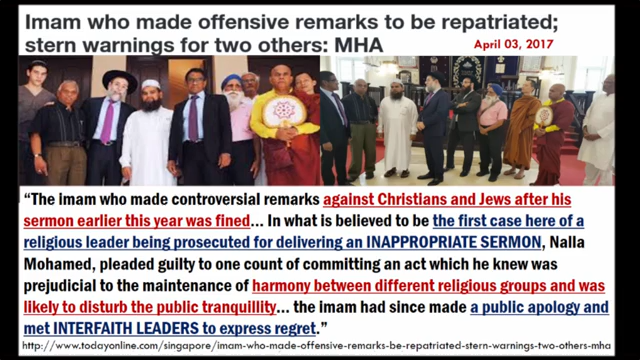 Imam who made offensive remarks to be repatriated;
stern warnings for two others: MHA
April 03, 2017
“The imam who made controversial remarks against Christians and Jews after his
sermon earlier this year was fined… In what is believed to be the first case here of a
religious leader being prosecuted for delivering an INAPPROPRIATE SERMON, Nalla
Mohamed, pleaded guilty to one count of committing an act which he knew was
prejudicial to the maintenance of harmony between different religious groups and was
likely to disturb the public tranquillity… the imam had since made a public apology and
met INTERFAITH LEADERS to express regret.”
http://www.todayonline.com/singapore/imam-who-made-offensive-remarks-be-repatriated-stern-warnings-two-others-mha